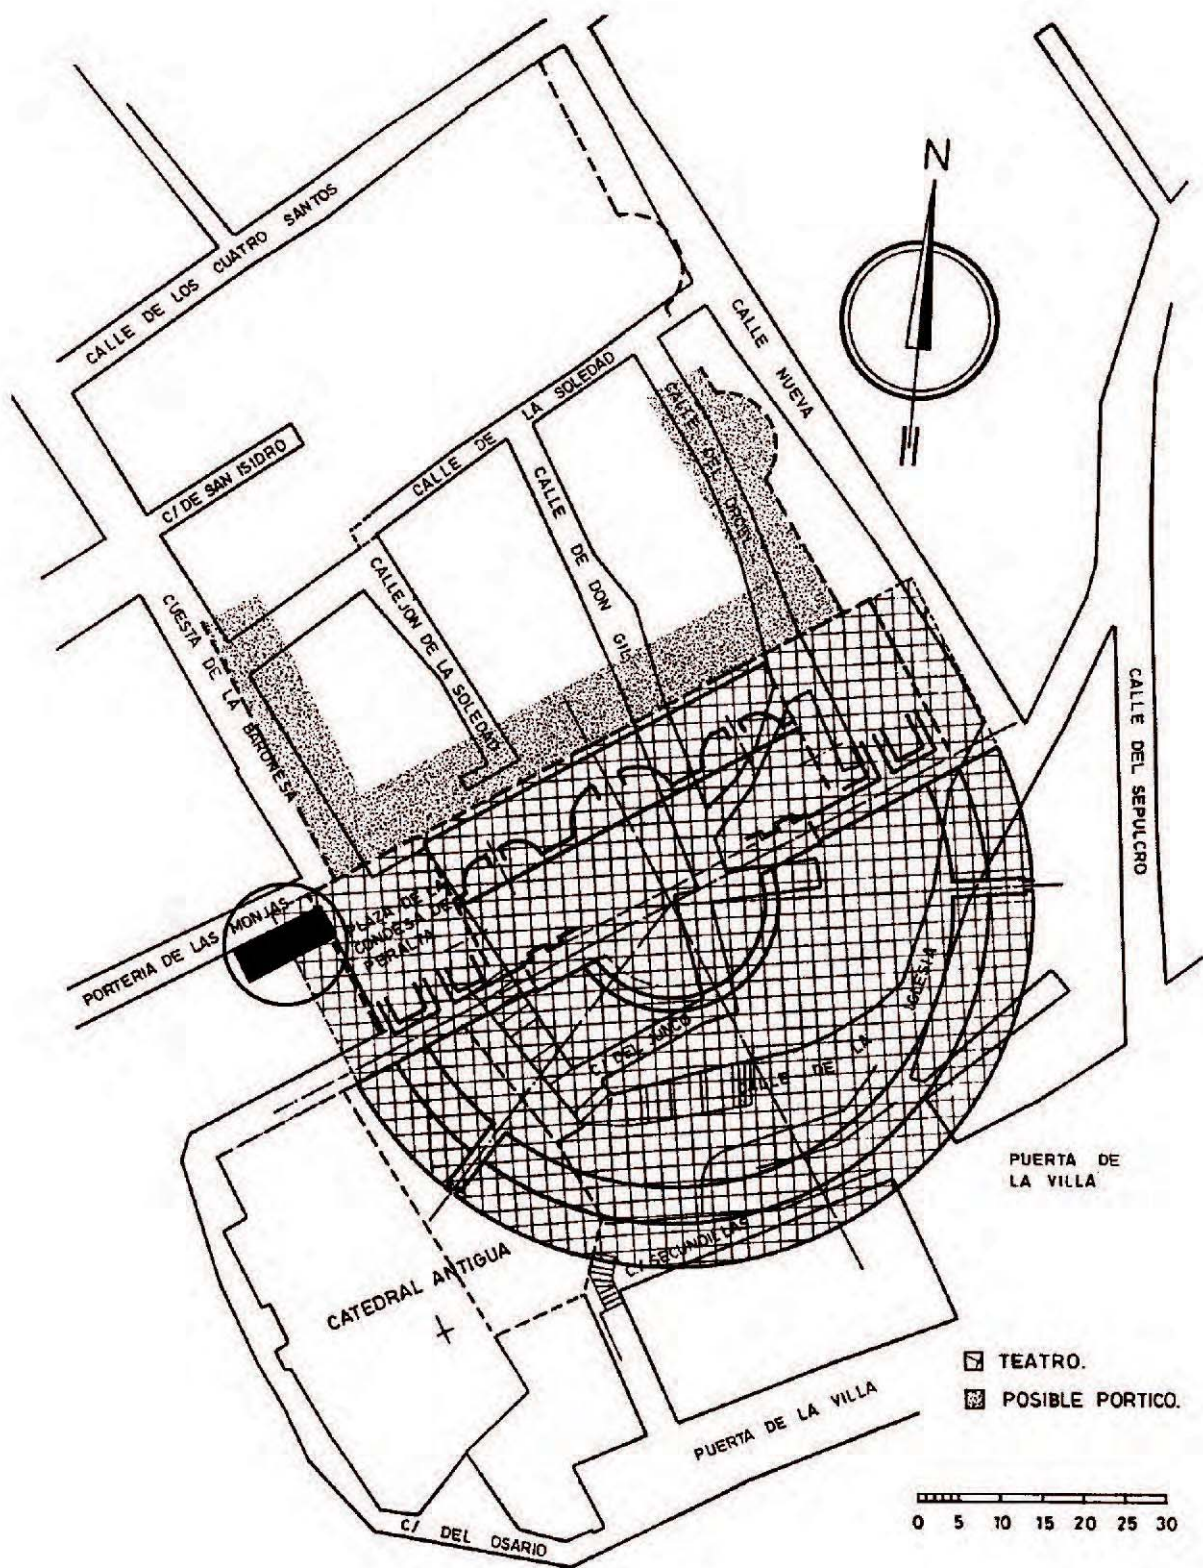 N
CALLE DE LOS CUATRO SANTOS
CALLE NUEVA
CALLE DE LA SOLEDAD
C/ DE SAN ISIDRO
CALLE DEL
CALLE DE DON GIL
CALLEJON DE LA SOLEDAD
CUESTA DE LA BARONESA
CALLE DEL SEPULCRO
PORTERIA DE LAS MONJAS
PLAZA DE LA
CONDESA DE
PERALTA
C/ DEL JUNCO
CALLE DE LA IGLESIA
PUERTA DE
LA VILLA
C/ SECUNDILLAS
CATEDRAL ANTIGUA
TEATRO.
POSIBLE PORTICO.
PUERTA DE LA VILLA
C/ DEL OSARIO
0 5 10 15 20 25 30